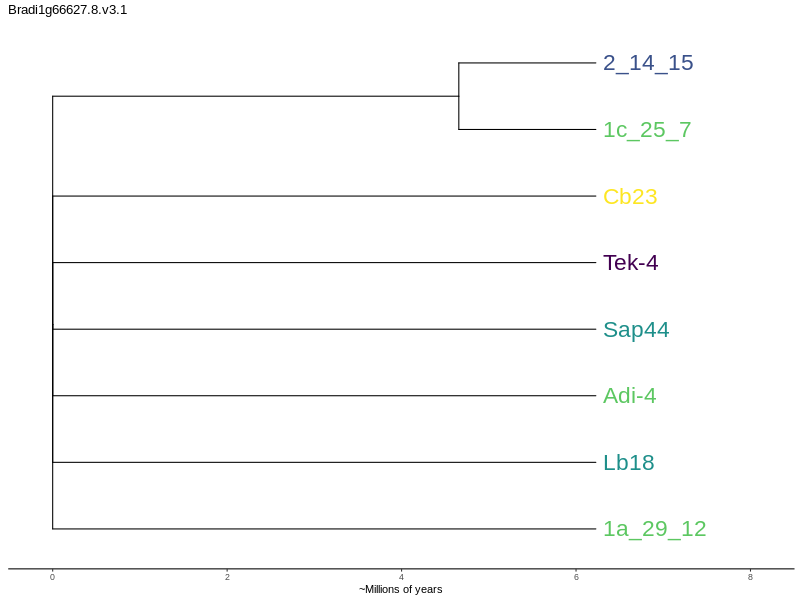 Bradi1g66627.8.v3.1
2_14_15
1c_25_7
Cb23
Tek-4
Sap44
Adi-4
Lb18
1a_29_12
0 2 4 6 8
~Millions of years